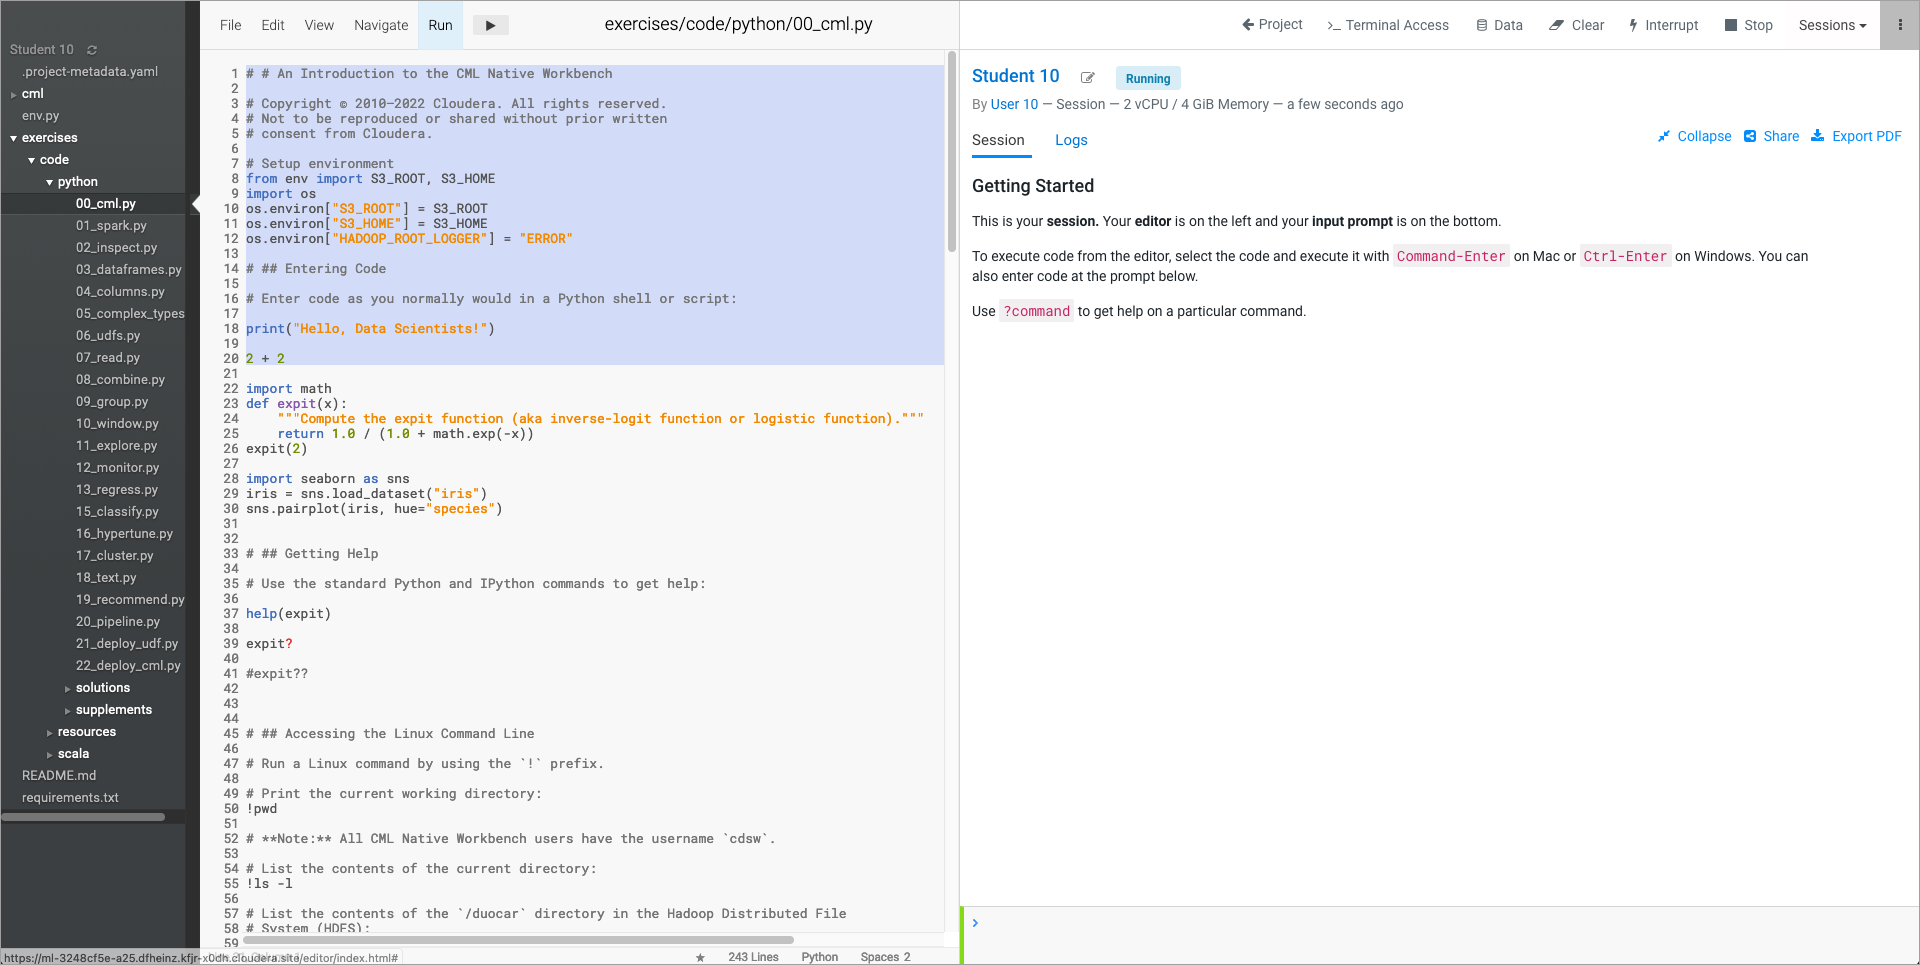 Student 10
.project-metadata.yaml
cml
env.py
exercises
code
python
00_cml.py
01_spark.py
02_inspect.py
03_dataframes.py
04_columns.py
05_complex_types
06_udfs.py
07_read.py
08_combine.py
09_group.py
10_window.py
11_explore.py
12_monitor.py
13_regress.py
15_classify.py
16_hypertune.py
17_cluster.py
18_text.py
19_recommend.py
20_pipeline.py
21_deploy_udf.py
22_deploy_cml.py
solutions
supplements
resources
scala
README.md
requirements.txt
https://ml-3248cf5e-a25.dfheinz.kfjr-x0dh.cloudera.site/editor/index.html#
File Edit View Navigate Run exercises/code/python/00_cml.py
1 # # An Introduction to the CML Native Workbench
2
3 # Copyright © 2010–2022 Cloudera. All rights reserved.
4 # Not to be reproduced or shared without prior written
5 # consent from Cloudera.
6
7 # Setup environment
8 from env import S3_ROOT, S3_HOME
9 import os
10 os.environ["S3_ROOT"] = S3_ROOT
11 os.environ["S3_HOME"] = S3_HOME
12 os.environ["HADOOP_ROOT_LOGGER"] = "ERROR"
13
14 # ## Entering Code
15
16 # Enter code as you normally would in a Python shell or script:
17
18 print("Hello, Data Scientists!")
19
20 2 + 2
21
22 import math
23 def expit(x):
24     """Compute the expit function (aka inverse-logit function or logistic function)."""
25     return 1.0 / (1.0 + math.exp(-x))
26 expit(2)
27
28 import seaborn as sns
29 iris = sns.load_dataset("iris")
30 sns.pairplot(iris, hue="species")
31
32
33 # ## Getting Help
34
35 # Use the standard Python and IPython commands to get help:
36
37 help(expit)
38
39 expit?
40
41 #expit??
42
43
44
45 # ## Accessing the Linux Command Line
46
47 # Run a Linux command by using the `!` prefix.
48
49 # Print the current working directory:
50 !pwd
51
52 # **Note:** All CML Native Workbench users have the username `cdsw`.
53
54 # List the contents of the current directory:
55 !ls -l
56
57 # List the contents of the `/duocar` directory in the Hadoop Distributed File
58 # System (HDFS):
59
★ 243 Lines Python Spaces 2
Project >_ Terminal Access Data Clear Interrupt Stop Sessions
Student 10 Running
By User 10 — Session — 2 vCPU / 4 GiB Memory — a few seconds ago
Session Logs Collapse Share Export PDF
Getting Started
This is your session. Your editor is on the left and your input prompt is on the bottom.
To execute code from the editor, select the code and execute it with Command-Enter on Mac or Ctrl-Enter on Windows. You can
also enter code at the prompt below.
Use ?command to get help on a particular command.